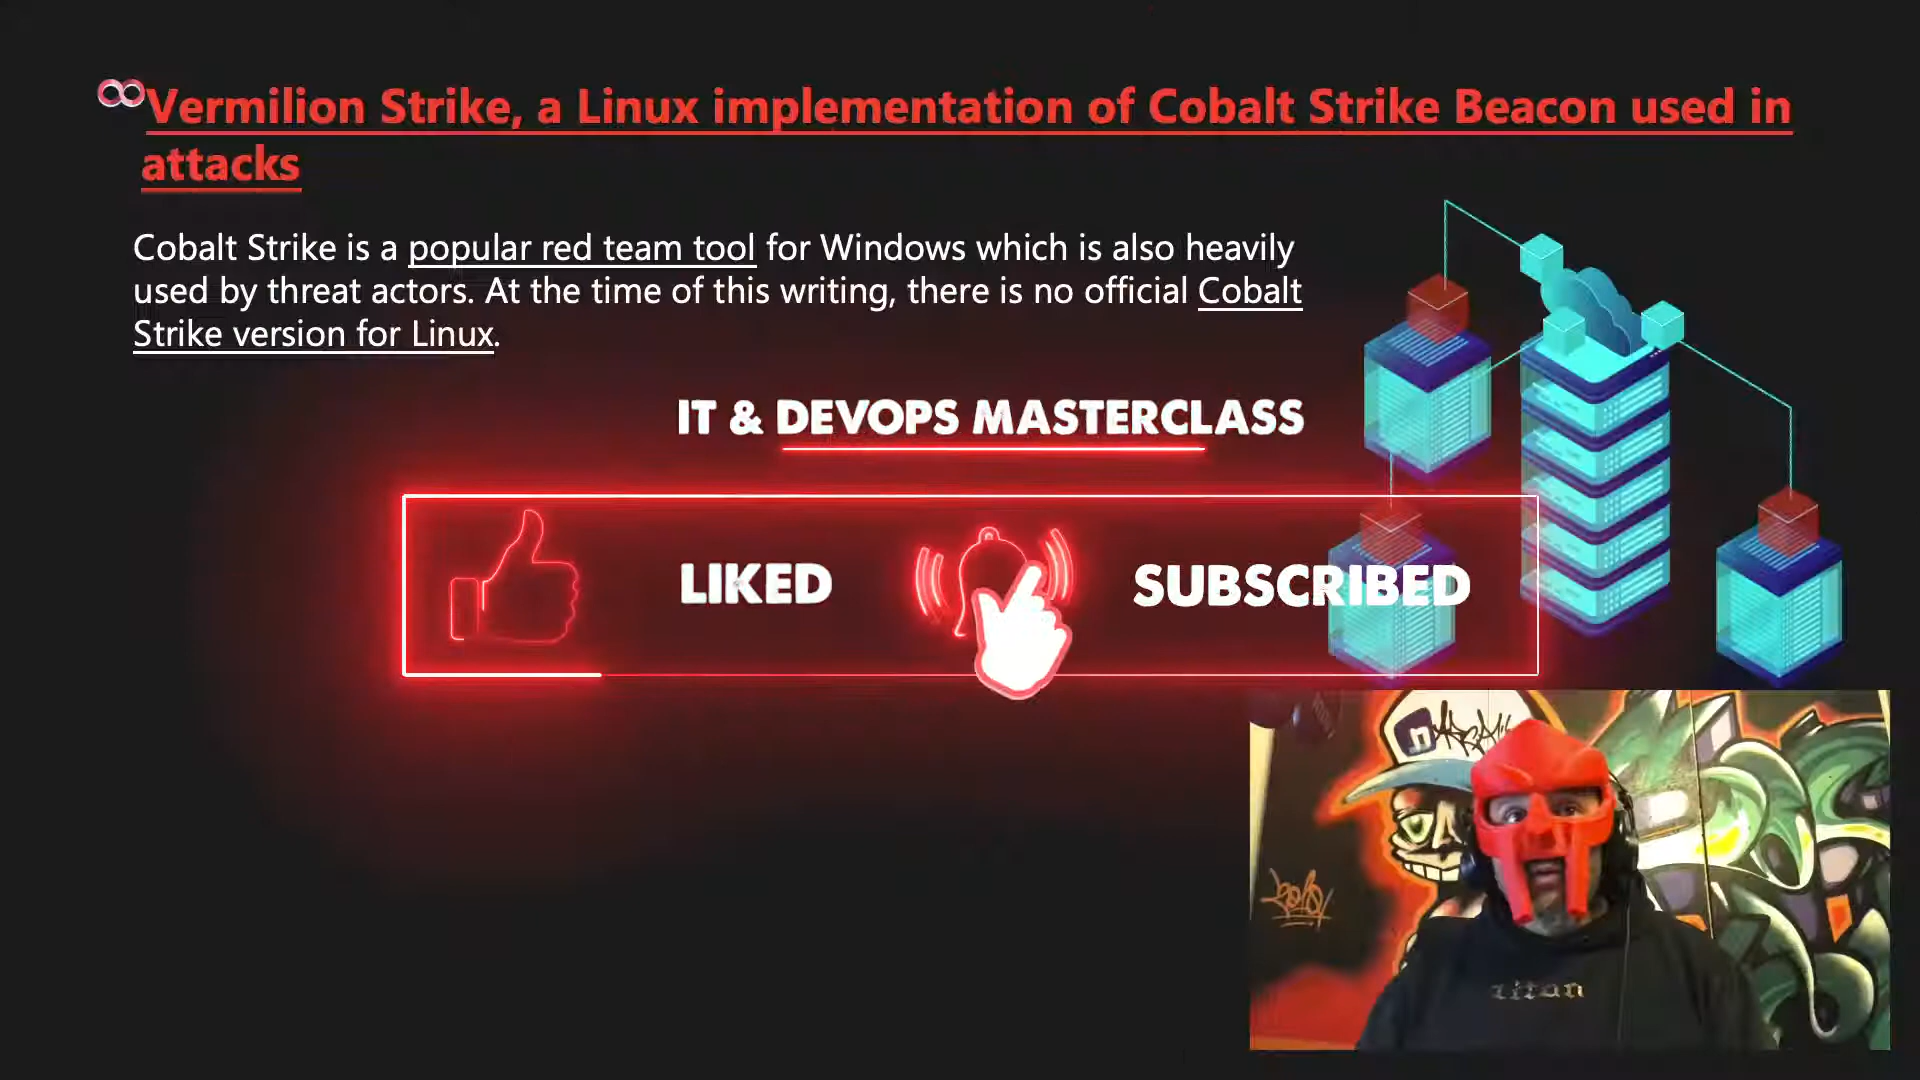 Vermilion Strike, a Linux implementation of Cobalt Strike Beacon used in
attacks
Cobalt Strike is a popular red team tool for Windows which is also heavily
used by threat actors. At the time of this writing, there is no official Cobalt
Strike version for Linux.
IT & DEVOPS MASTERCLASS
LIKED
SUBSCRIBED